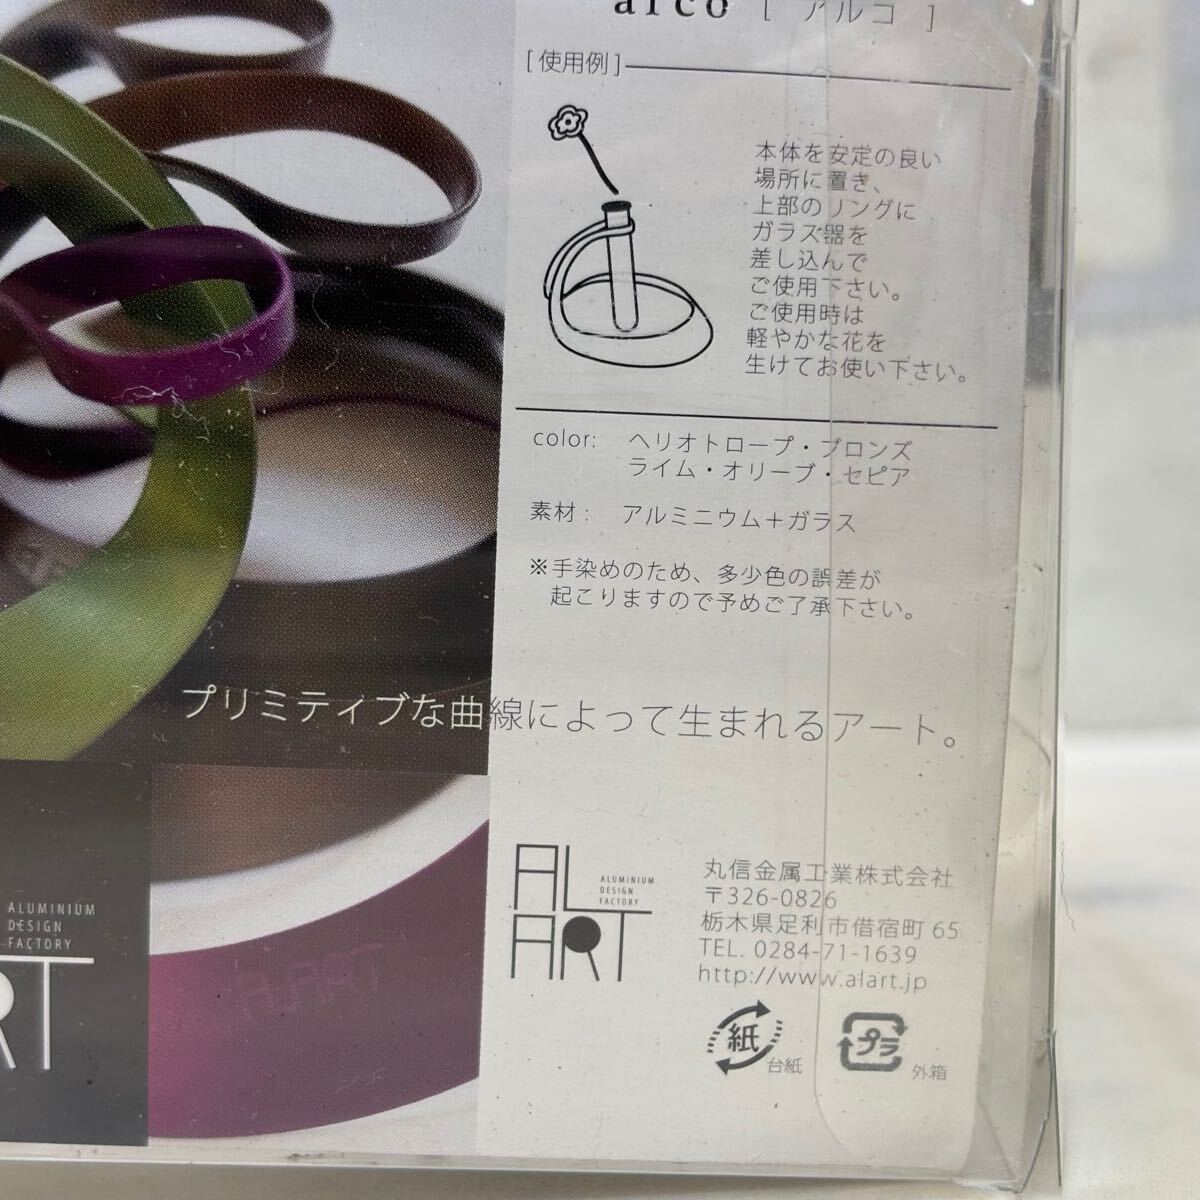 arco [ アルコ ]
[ 使用例 ]
本体を安定の良い
場所に置き、
上部のリングに
ガラス器を
差し込んで
ご使用下さい。
ご使用時は
軽やかな花を
生けてお使い下さい。
color: ヘリオトロープ・ブロンズ
ライム・オリーブ・セピア
素材 : アルミニウム＋ガラス
※手染めのため、多少色の誤差が
起こりますので予めご了承下さい。
プリミティブな曲線によって生まれるアート。
ALUMINIUM
DESIGN
FACTORY
RT
ALART
AL
ART
ALUMINIUM
DESIGN
FACTORY
丸信金属工業株式会社
〒326-0826
栃木県足利市借宿町 65
TEL. 0284-71-1639
http://www.alart.jp
紙
台紙
プラ
外箱